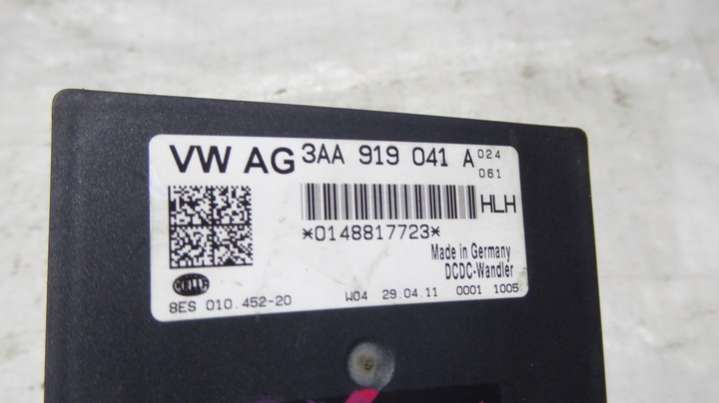 VW AG 3AA 919 041 A 024
061
HLH
*0148817723*
Made in Germany
DCDC-Wandler
HELLA
8ES 010.452-20 W04 29.04.11 0001 1005